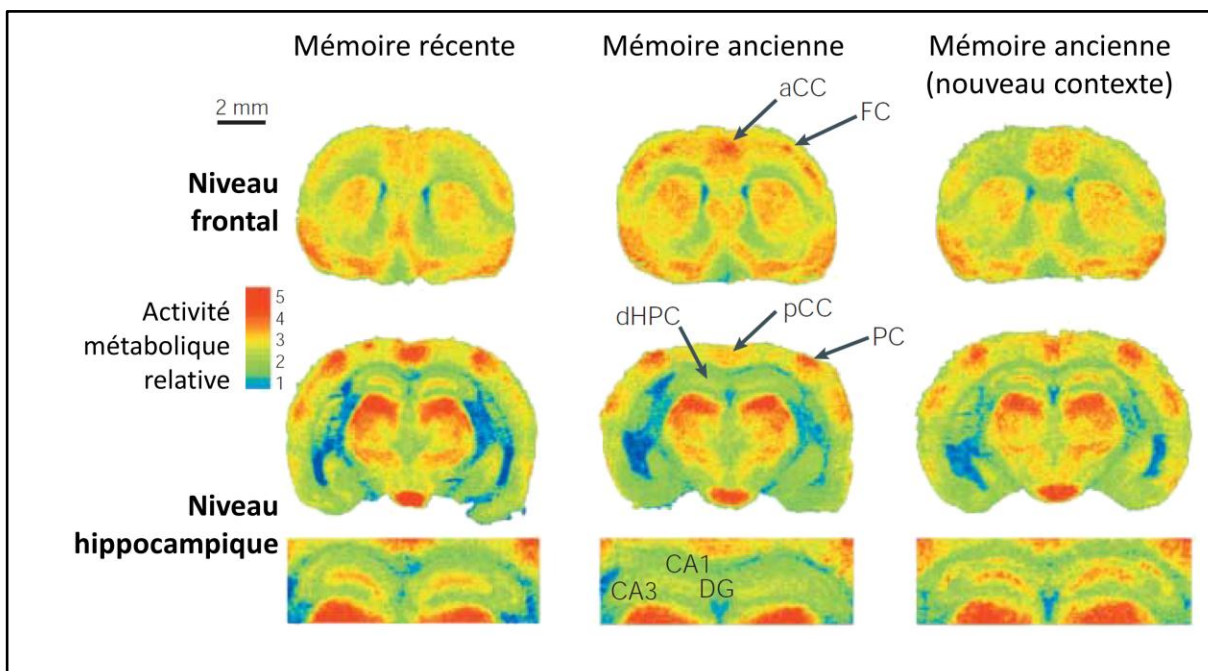 Mémoire récente
Mémoire ancienne
Mémoire ancienne
(nouveau contexte)
2 mm
aCC
FC
Niveau
frontal
Activité
métabolique
relative
5
4
3
2
1
dHPC
pCC
PC
Niveau
hippocampique
CA1
CA3
DG